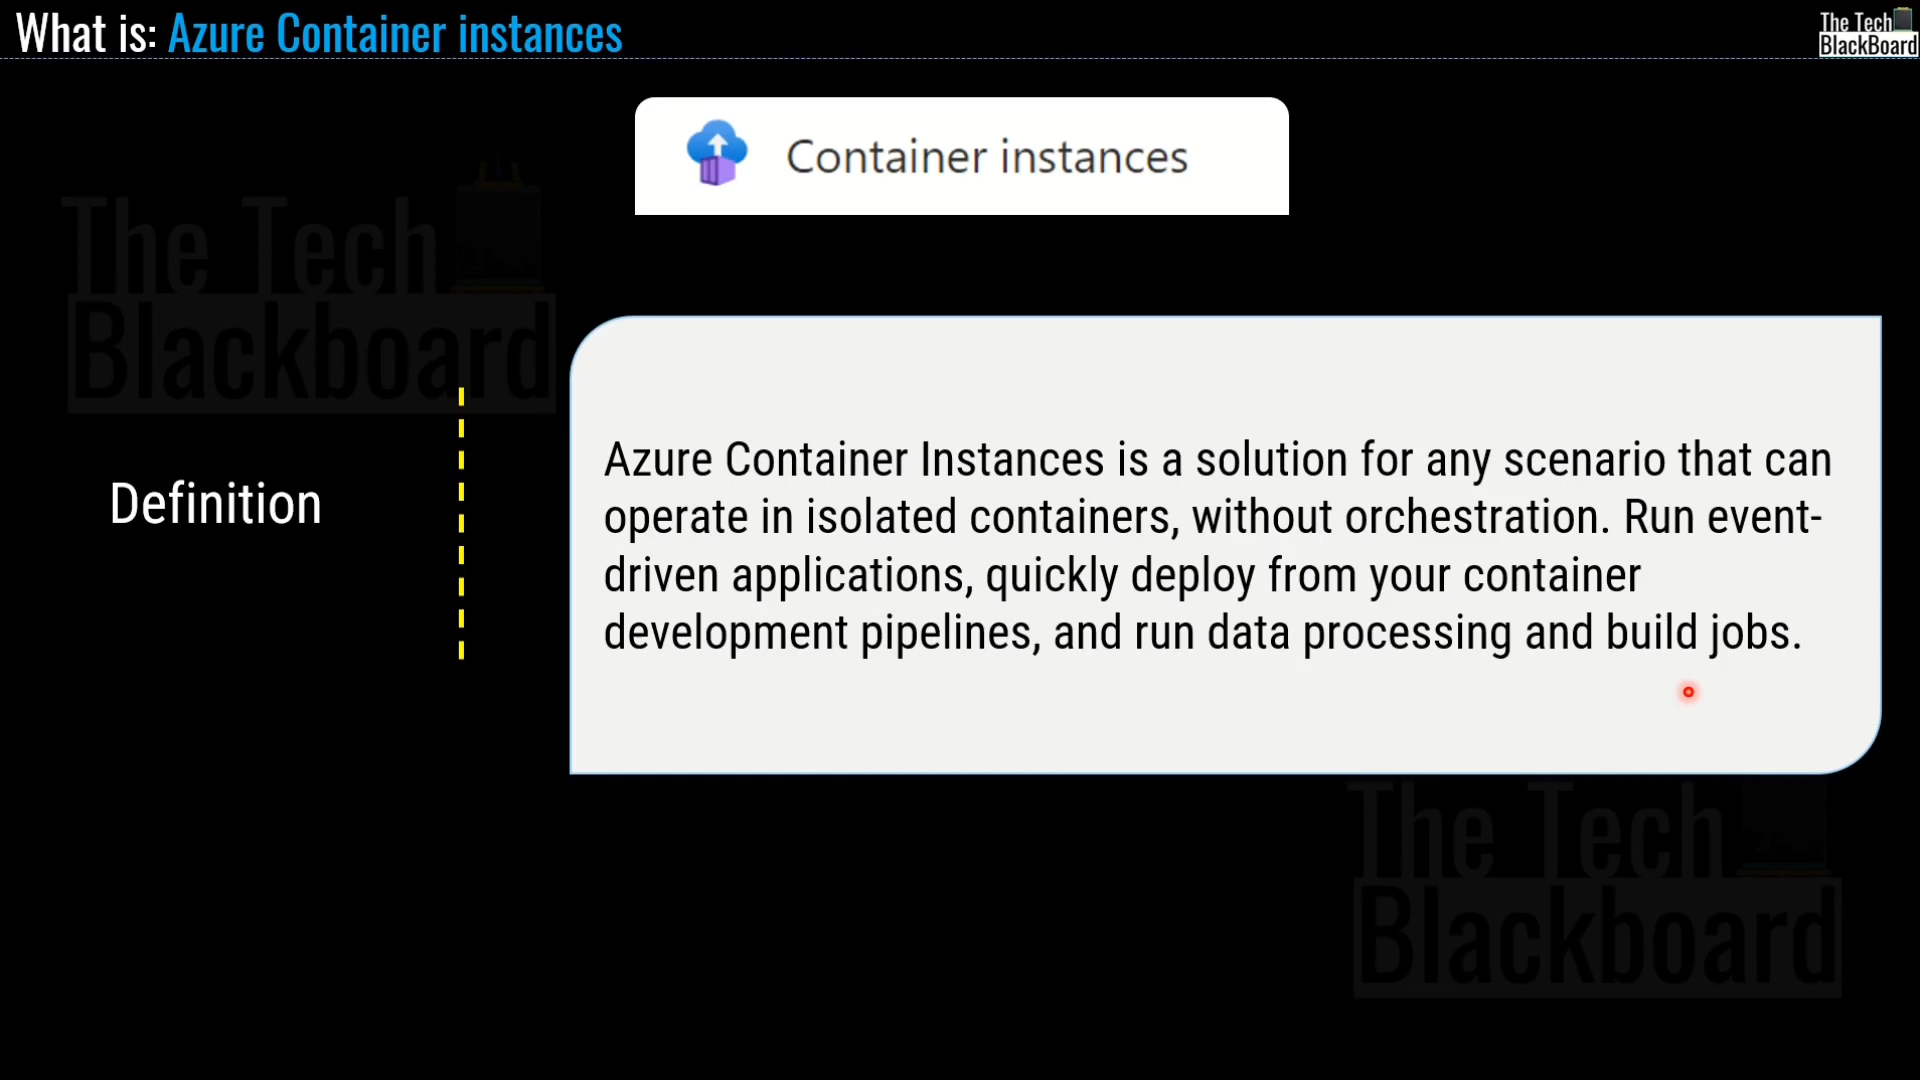 What is: Azure Container instances
The Tech
BlackBoard
Container instances
The Tech
Blackboard
Definition
Azure Container Instances is a solution for any scenario that can
operate in isolated containers, without orchestration. Run event-
driven applications, quickly deploy from your container
development pipelines, and run data processing and build jobs.
The Tech
Blackboard